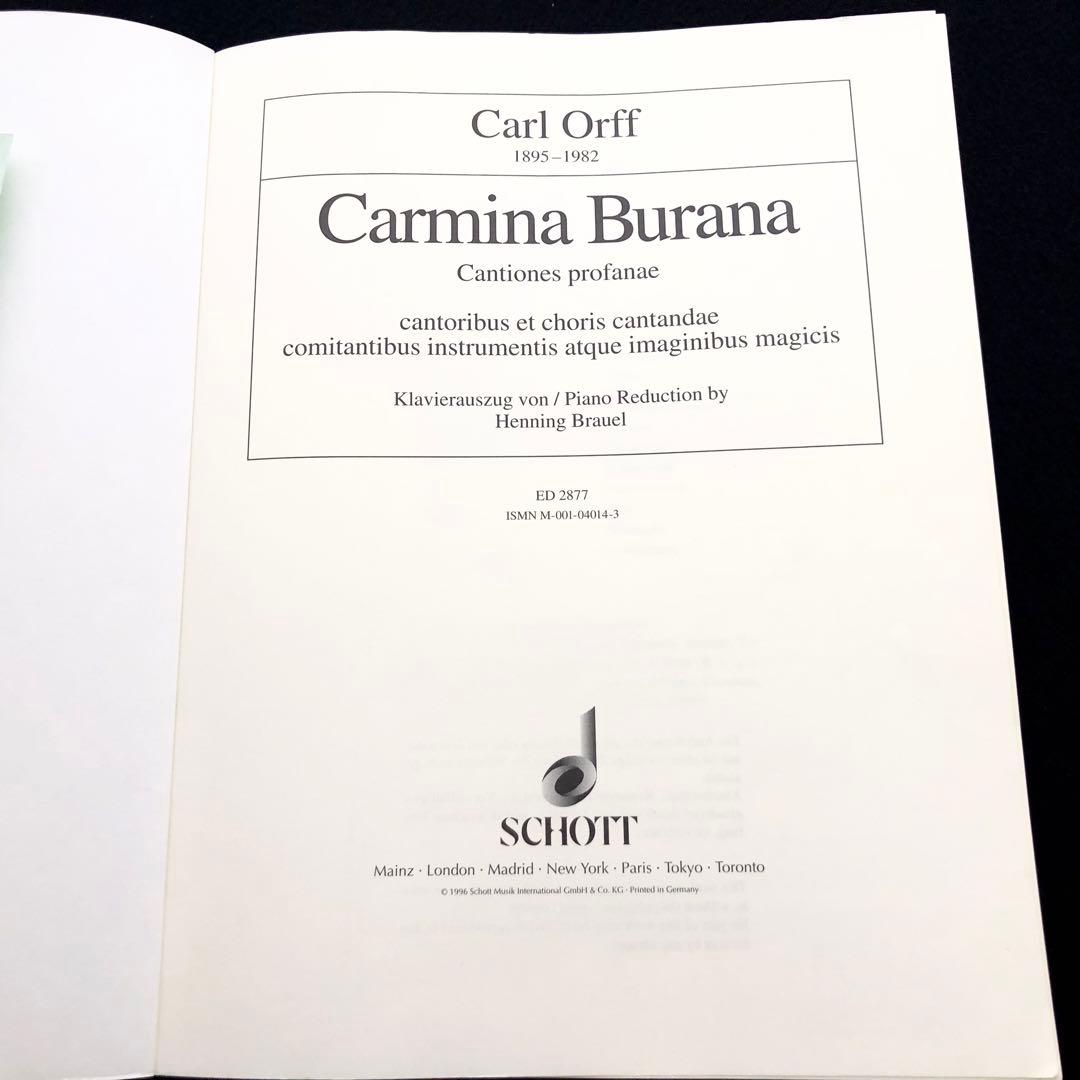 Carl Orff
1895–1982
Carmina Burana
Cantiones profanae
cantoribus et choris cantandae
comitantibus instrumentis atque imaginibus magicis
Klavierauszug von / Piano Reduction by
Henning Brauel
ED 2877
ISMN M-001-04014-3
SCHOTT
Mainz · London · Madrid · New York · Paris · Tokyo · Toronto
© 1996 Schott Musik International GmbH & Co. KG · Printed in Germany